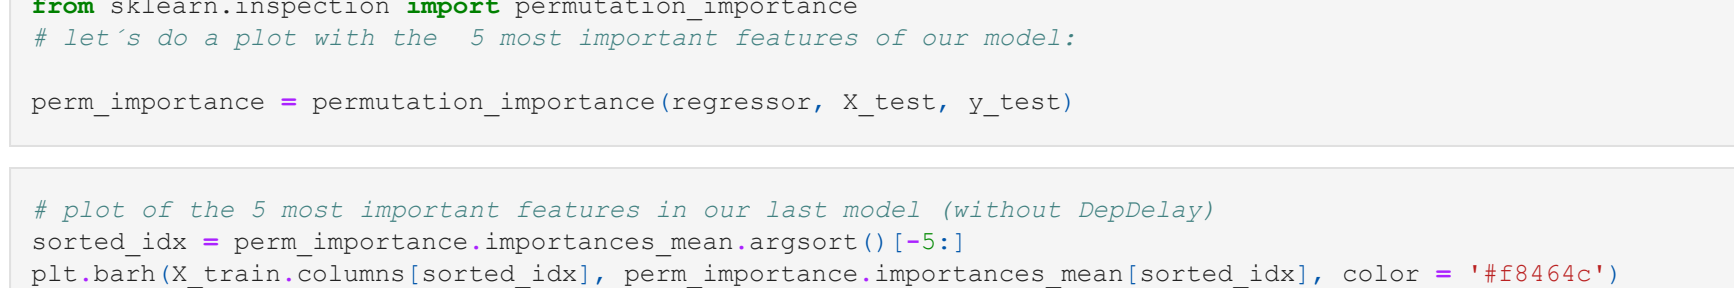 from sklearn.inspection import permutation_importance
# let´s do a plot with the  5 most important features of our model:
perm_importance = permutation_importance(regressor, X_test, y_test)
# plot of the 5 most important features in our last model (without DepDelay)
sorted_idx = perm_importance.importances_mean.argsort()[-5:]
plt.barh(X_train.columns[sorted_idx], perm_importance.importances_mean[sorted_idx], color = '#f8464c')